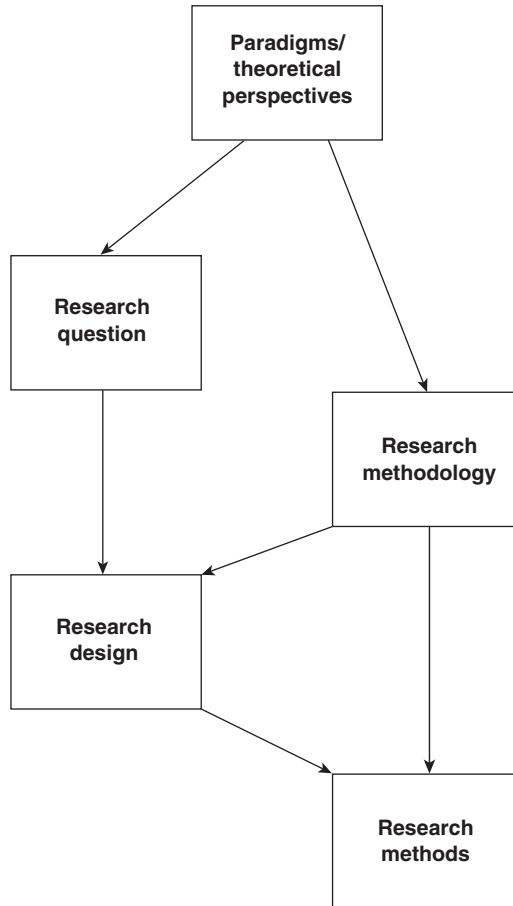 Paradigms/
theoretical
perspectives
Research
question
Research
methodology
Research
design
Research
methods